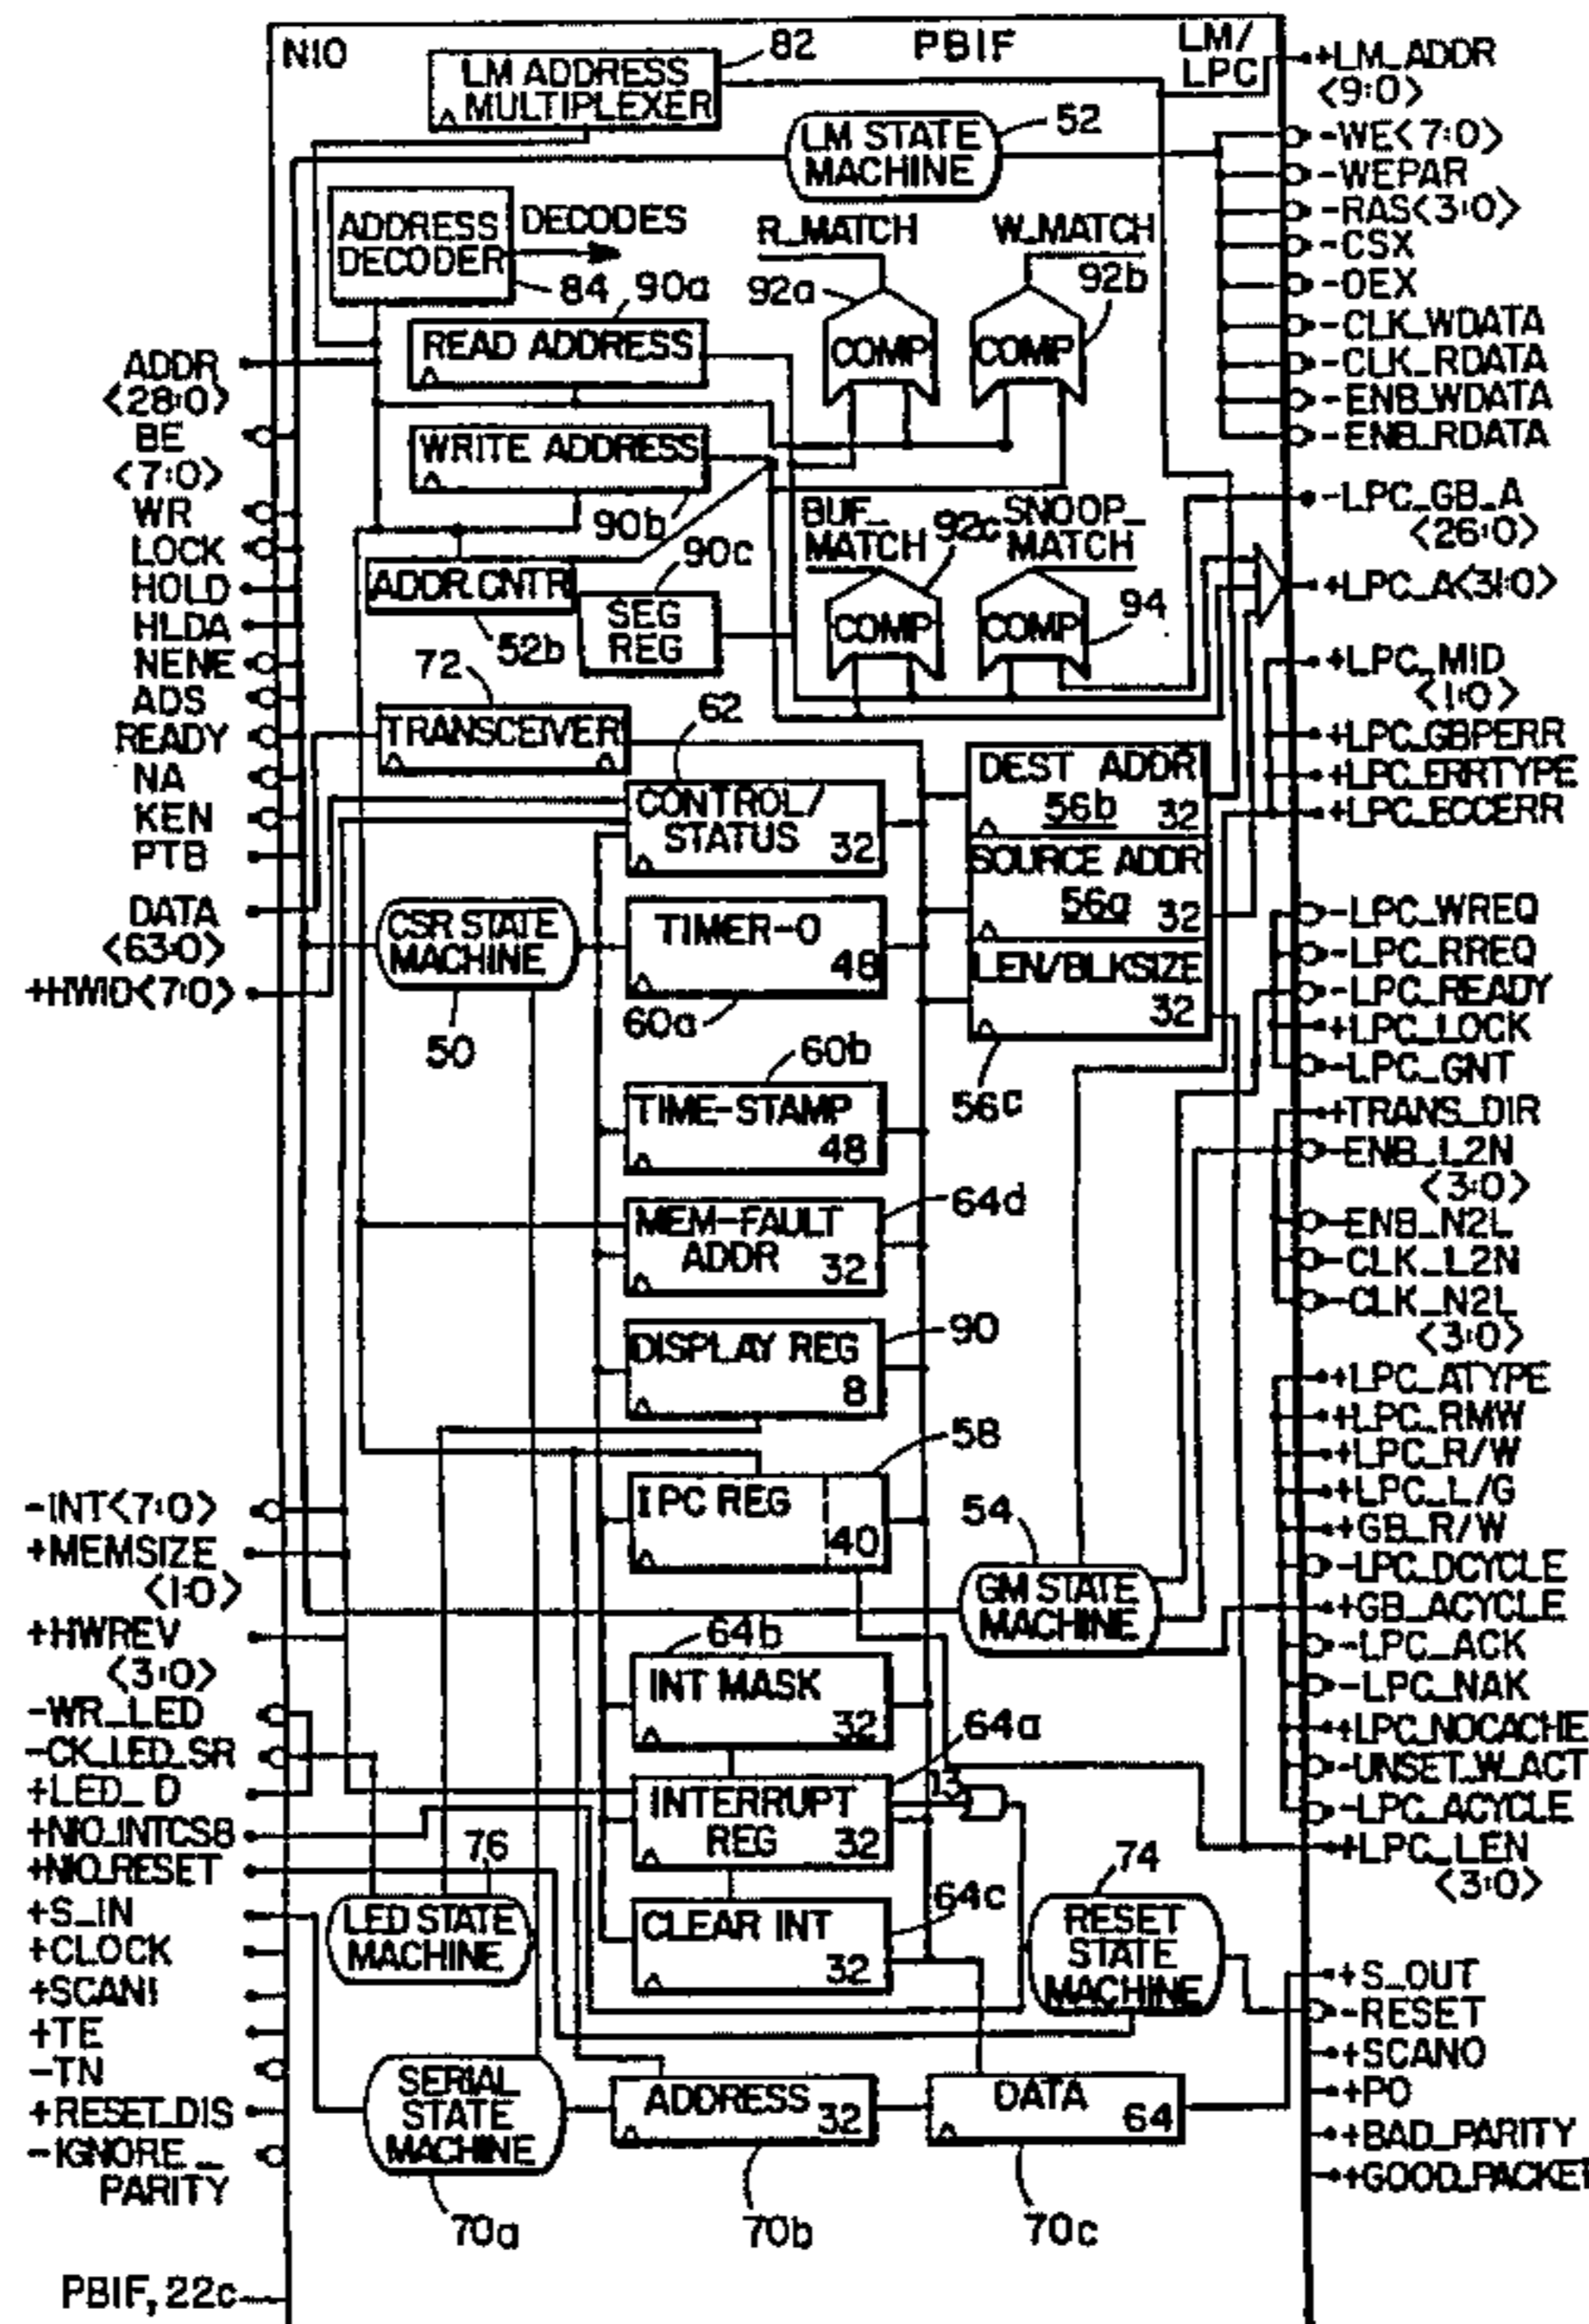 N10
PBIF
LM/
LPC
82
LM ADDRESS
MULTIPLEXER
LM STATE
MACHINE
52
ADDRESS
DECODER
DECODES
84
R_MATCH
W_MATCH
92a
92b
COMP
COMP
90a
READ ADDRESS
WRITE ADDRESS
90b
ADDR.CNTR
52b
90c
SEG
REG
BUF_
MATCH
92c
SNOOP_
MATCH
COMP
COMP
94
72
TRANSCEIVER
62
CONTROL/
STATUS
32
DEST ADDR
56b
32
SOURCE ADDR
56a
32
LEN/BLKSIZE
32
56c
CSR STATE
MACHINE
50
TIMER-0
48
60a
60b
TIME-STAMP
48
MEM-FAULT
ADDR
32
64d
DISPLAY REG
8
90
IPC REG
40
58
54
GM STATE
MACHINE
64b
INT MASK
32
64a
INTERRUPT
REG
32
13
64c
CLEAR INT
32
74
RESET
STATE
MACHINE
76
LED STATE
MACHINE
SERIAL
STATE
MACHINE
70a
ADDRESS
32
70b
DATA
64
70c
ADDR
<28:0>
BE
<7:0>
WR
LOCK
HOLD
HLDA
NENE
ADS
READY
NA
KEN
PTB
DATA
<63:0>
+HWID<7:0>
-INT<7:0>
+MEMSIZE
<1:0>
+HWREV
<3:0>
-WR_LED
-CK_LED_SR
+LED_D
+NIO_INTCSB
+NIO_RESET
+S_IN
+CLOCK
+SCANI
+TE
-TN
+RESET_DIS
-IGNORE_
PARITY
PBIF, 22c
+LM_ADDR
<9:0>
-WE<7:0>
-WEPAR
-RAS<3:0>
-CSX
-OEX
-CLK_WDATA
-CLK_RDATA
-ENB_WDATA
-ENB_RDATA
-LPC_GB_A
<26:0>
+LPC_A<31:0>
+LPC_MID
<1:0>
+LPC_GBPERR
+LPC_ERRTYPE
+LPC_ECCERR
-LPC_WREQ
-LPC_RREQ
-LPC_READY
+LPC_LOCK
-LPC_GNT
+TRANS_DIR
-ENB_L2N
<3:0>
-ENB_N2L
-CLK_L2N
-CLK_N2L
<3:0>
+LPC_ATYPE
+LPC_RMW
+LPC_R/W
+LPC_L/G
+GB_R/W
-LPC_DCYCLE
+GB_ACYCLE
-LPC_ACK
-LPC_NAK
+LPC_NOCACHE
-UNSET_W_ACT
-LPC_ACYCLE
+LPC_LEN
<3:0>
+S_OUT
-RESET
+SCANO
+PO
+BAD_PARITY
+GOOD_PACKET